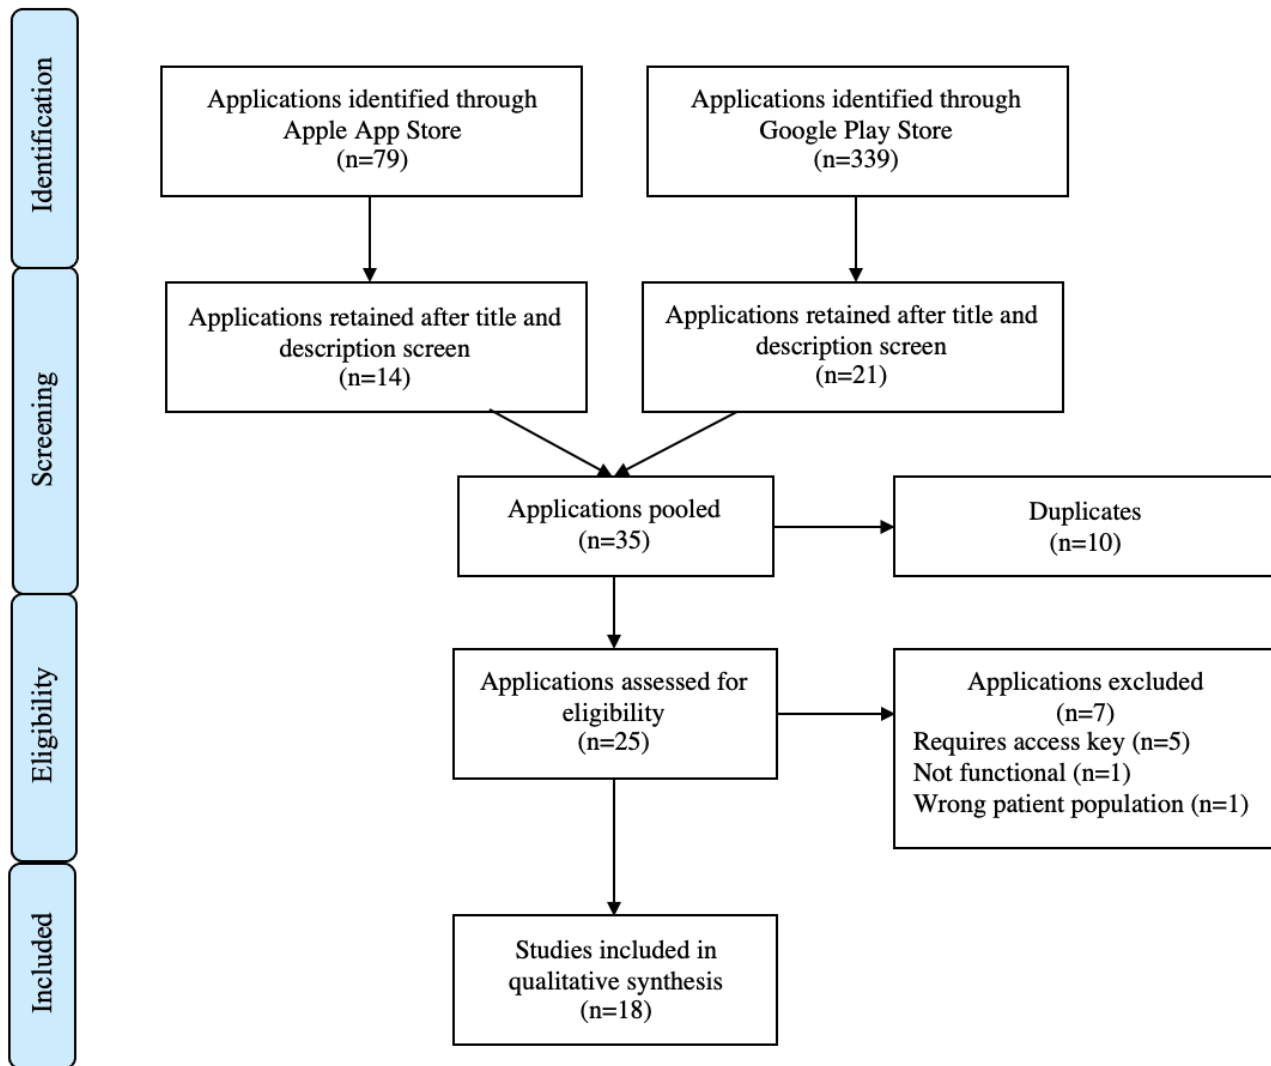 Identification
Applications identified through
Apple App Store
(n=79)
Applications identified through
Google Play Store
(n=339)
Screening
Applications retained after title and
description screen
(n=14)
Applications retained after title and
description screen
(n=21)
Applications pooled
(n=35)
Duplicates
(n=10)
Eligibility
Applications assessed for
eligibility
(n=25)
Applications excluded
(n=7)
Requires access key (n=5)
Not functional (n=1)
Wrong patient population (n=1)
Included
Studies included in
qualitative synthesis
(n=18)